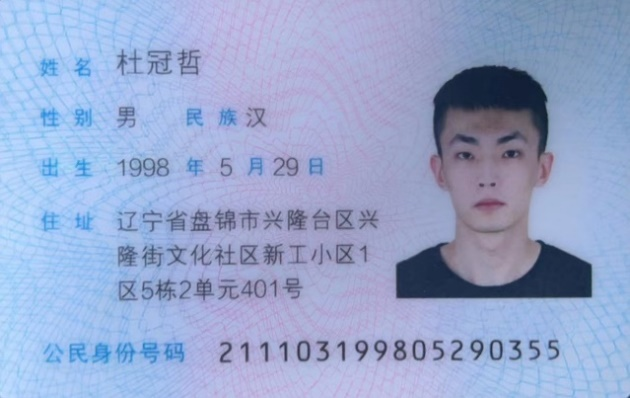 姓名 杜冠哲
性别 男 民族 汉
出生 1998 年 5 月 29 日
住址 辽宁省盘锦市兴隆台区兴
隆街文化社区新工小区1
区5栋2单元401号
公民身份号码 211103199805290355